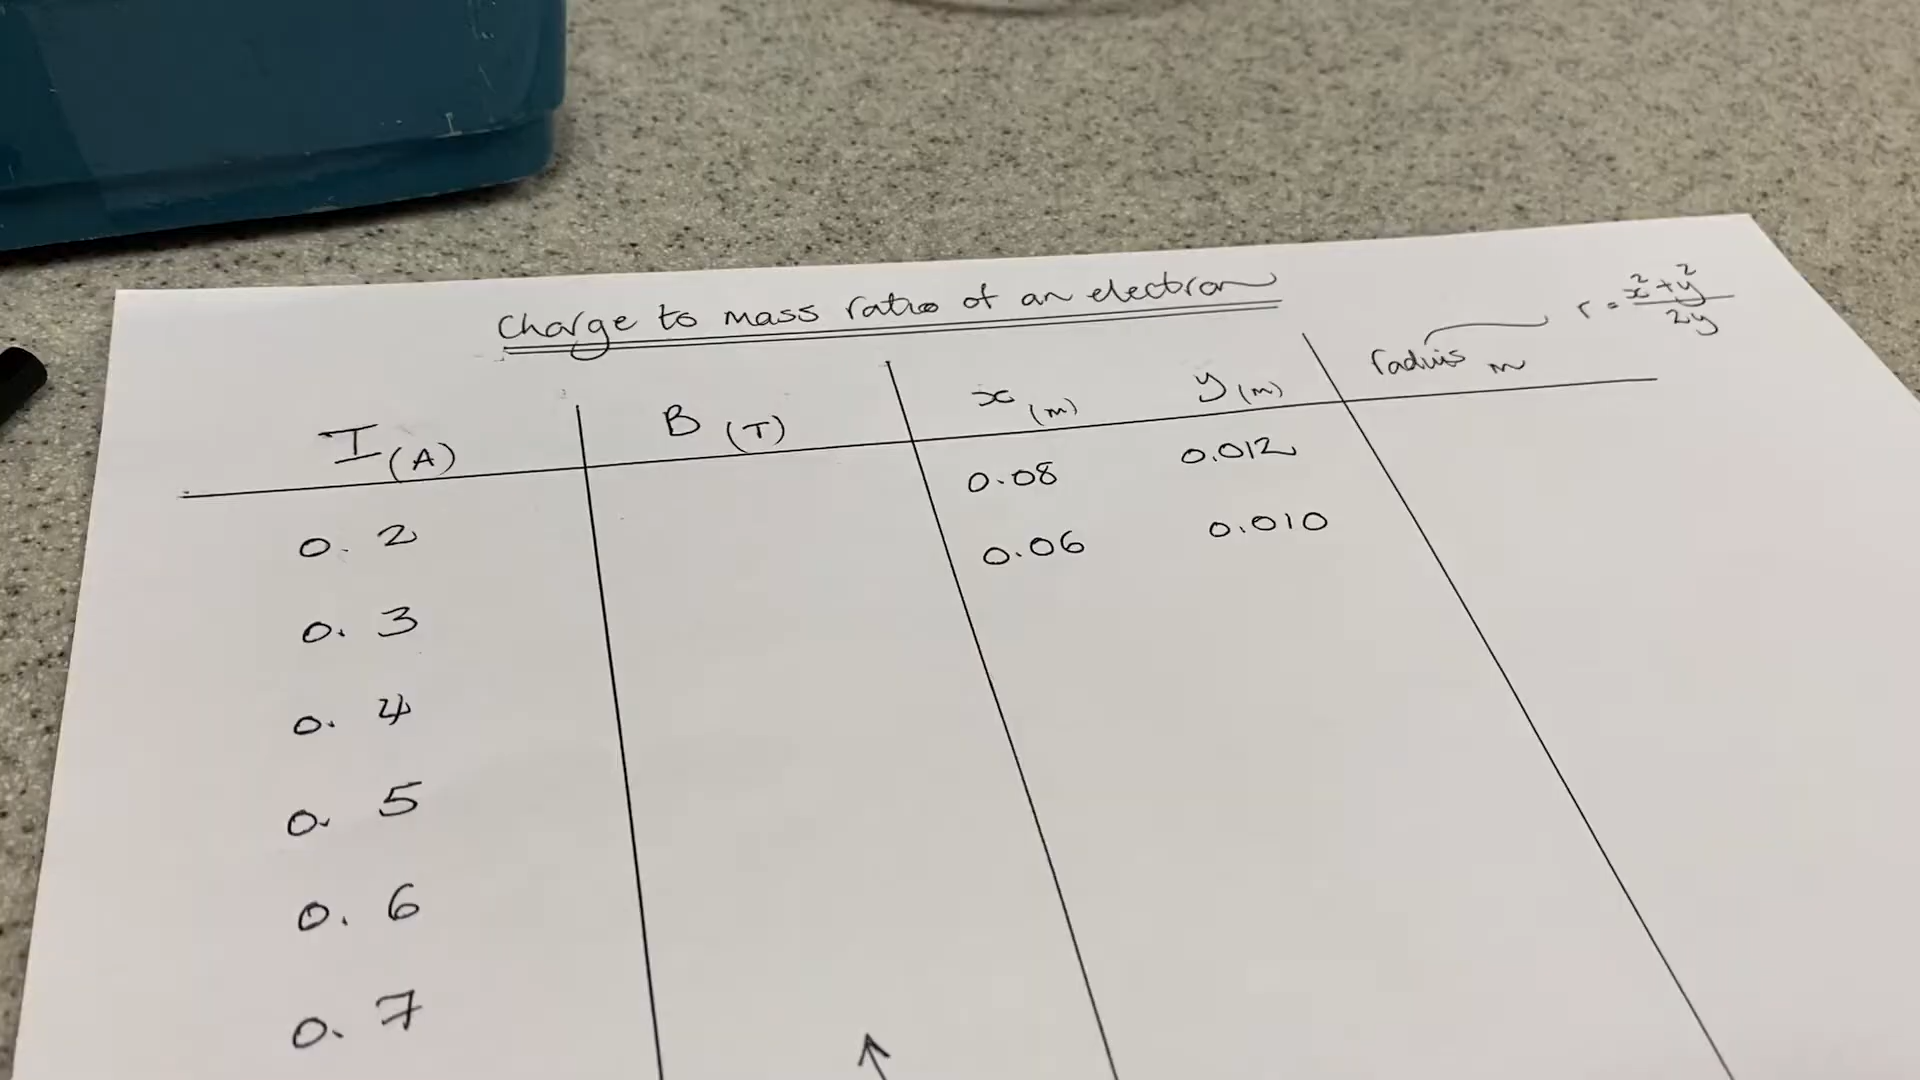 Charge to mass ratio of an electron
r = x² + y² / 2y
I (A) B (T) x (m) y (m) radius m
0.2 0.08 0.012
0.3 0.06 0.010
0.4
0.5
0.6
0.7